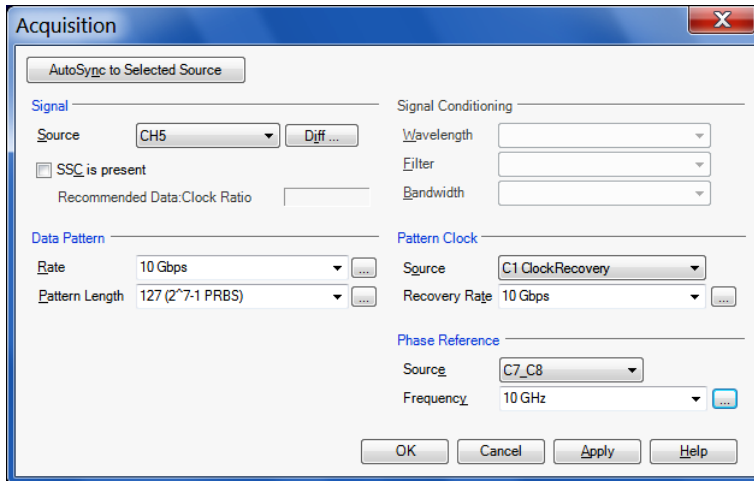 Acquisition
AutoSync to Selected Source
Signal
Source CH5 Diff ...
SSC is present
Recommended Data:Clock Ratio
Signal Conditioning
Wavelength
Filter
Bandwidth
Data Pattern
Rate 10 Gbps ...
Pattern Length 127 (2^7-1 PRBS) ...
Pattern Clock
Source C1 ClockRecovery
Recovery Rate 10 Gbps ...
Phase Reference
Source C7_C8
Frequency 10 GHz ...
OK Cancel Apply Help